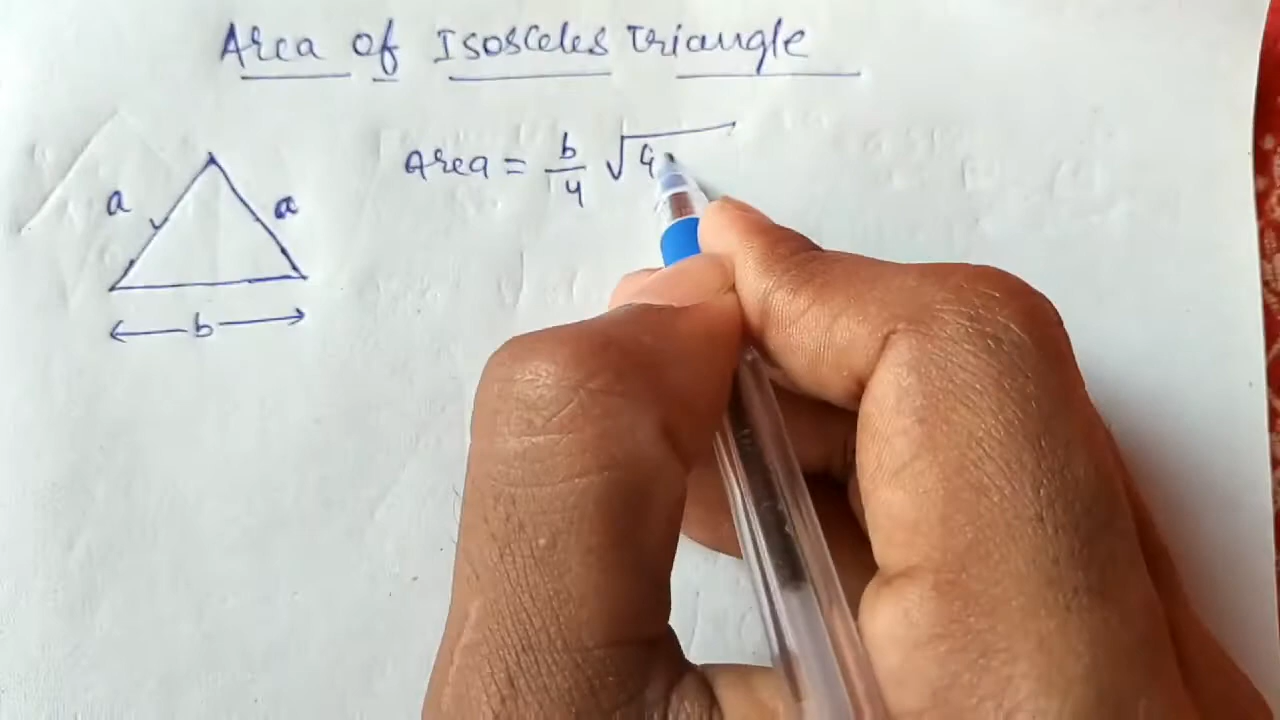 Area of Isosceles triangle
Area = b/4 √4
a a
b